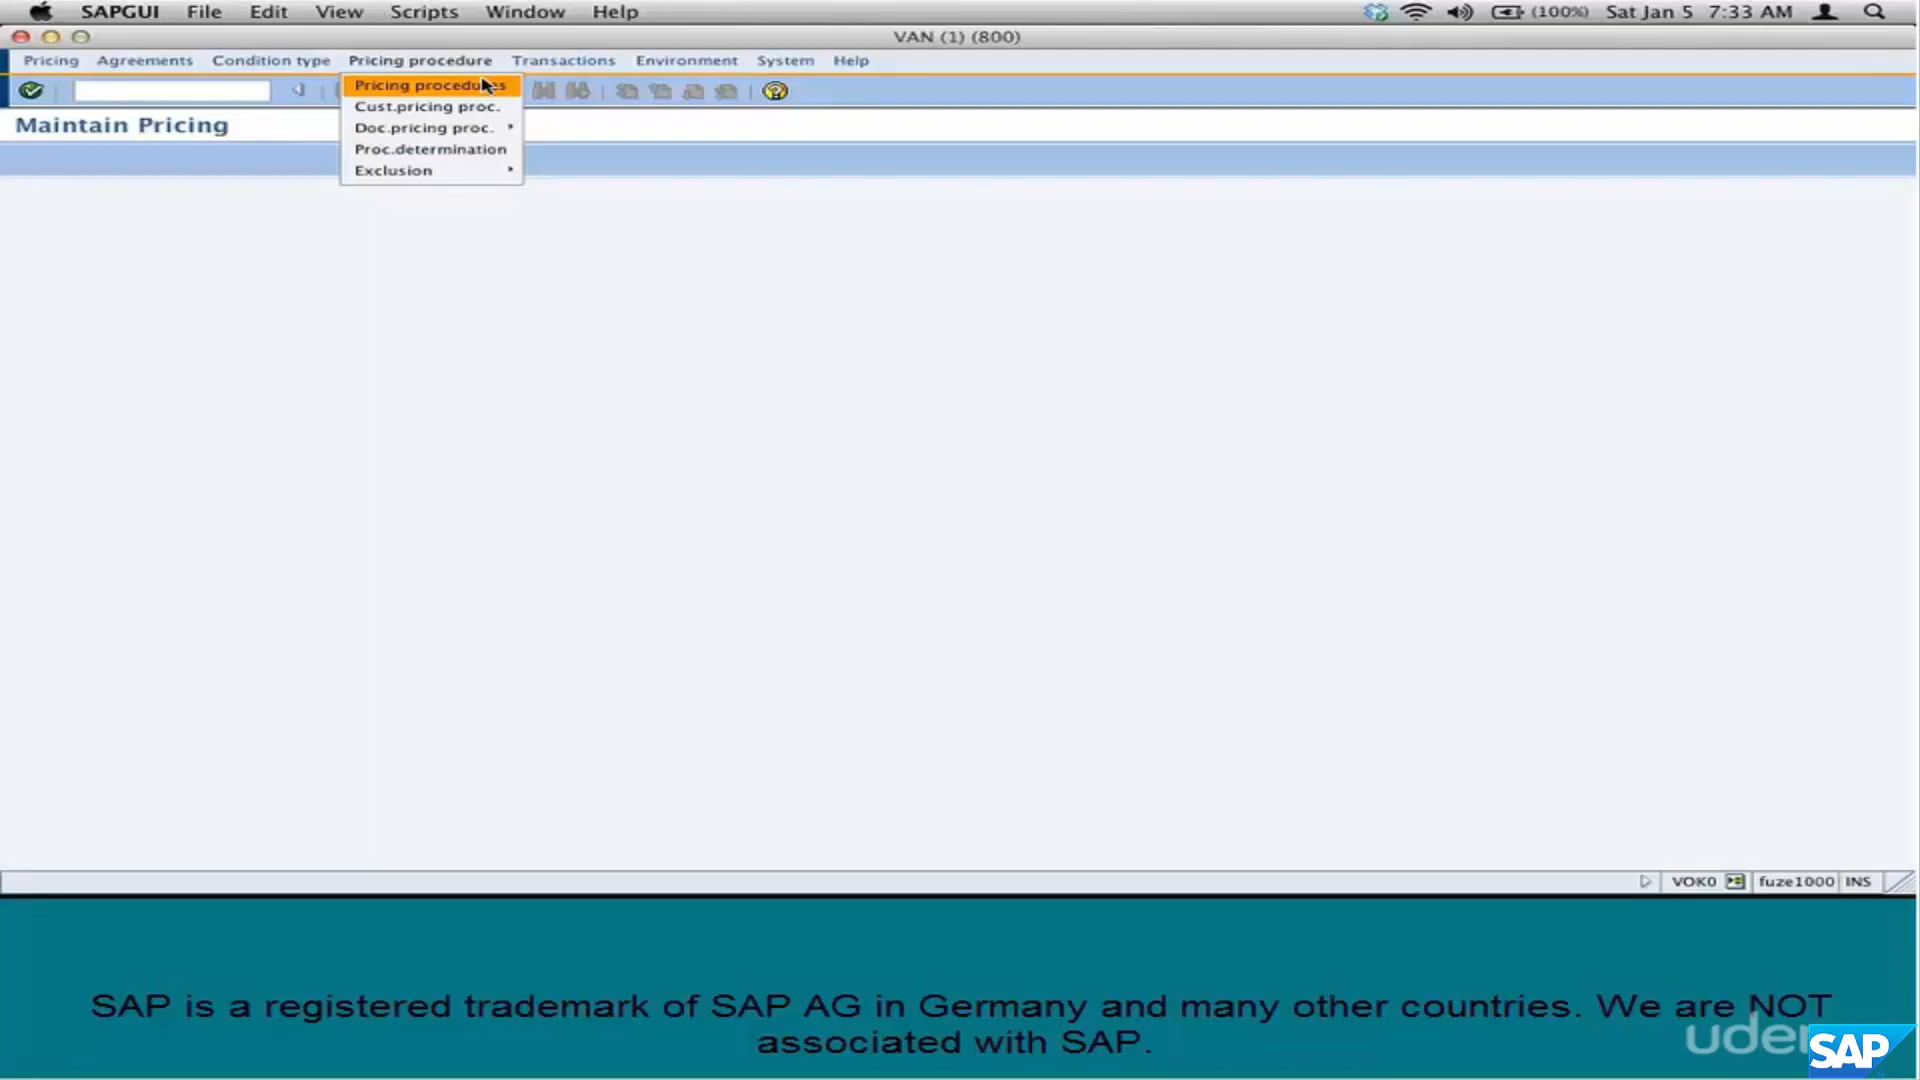 SAPGUI File Edit View Scripts Window Help (100%) Sat Jan 5 7:33 AM
VAN (1) (800)
Pricing Agreements Condition type Pricing procedure Transactions Environment System Help
Pricing procedures
Cust.pricing proc.
Maintain Pricing
Doc.pricing proc.
Proc.determination
Exclusion
VOK0 fuze1000 INS
SAP is a registered trademark of SAP AG in Germany and many other countries. We are NOT
associated with SAP.
SAP